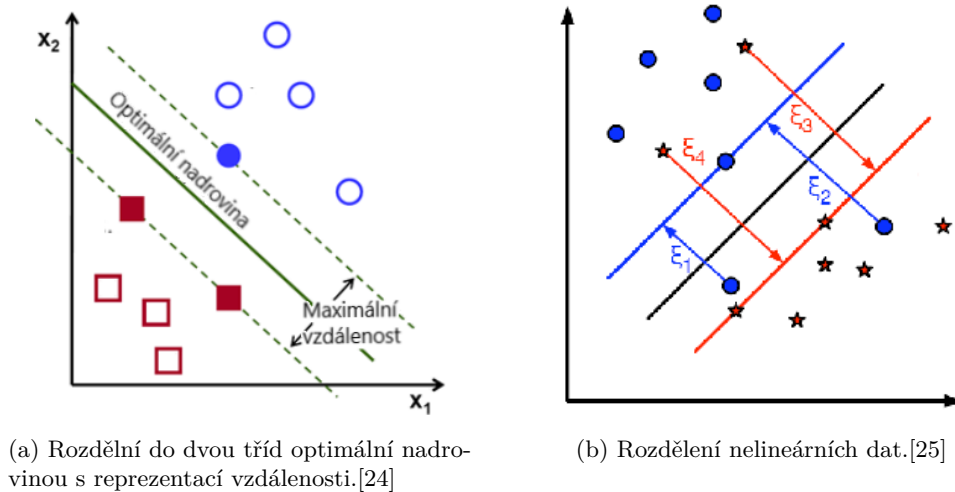 x₂
Optimální nadrovina
Maximální
vzdálenost
x₁
ξ₃
ξ₄
ξ₂
ξ₁
(a) Rozdělní do dvou tříd optimální nadro-
vinou s reprezentací vzdálenosti.[24]
(b) Rozdělení nelineárních dat.[25]